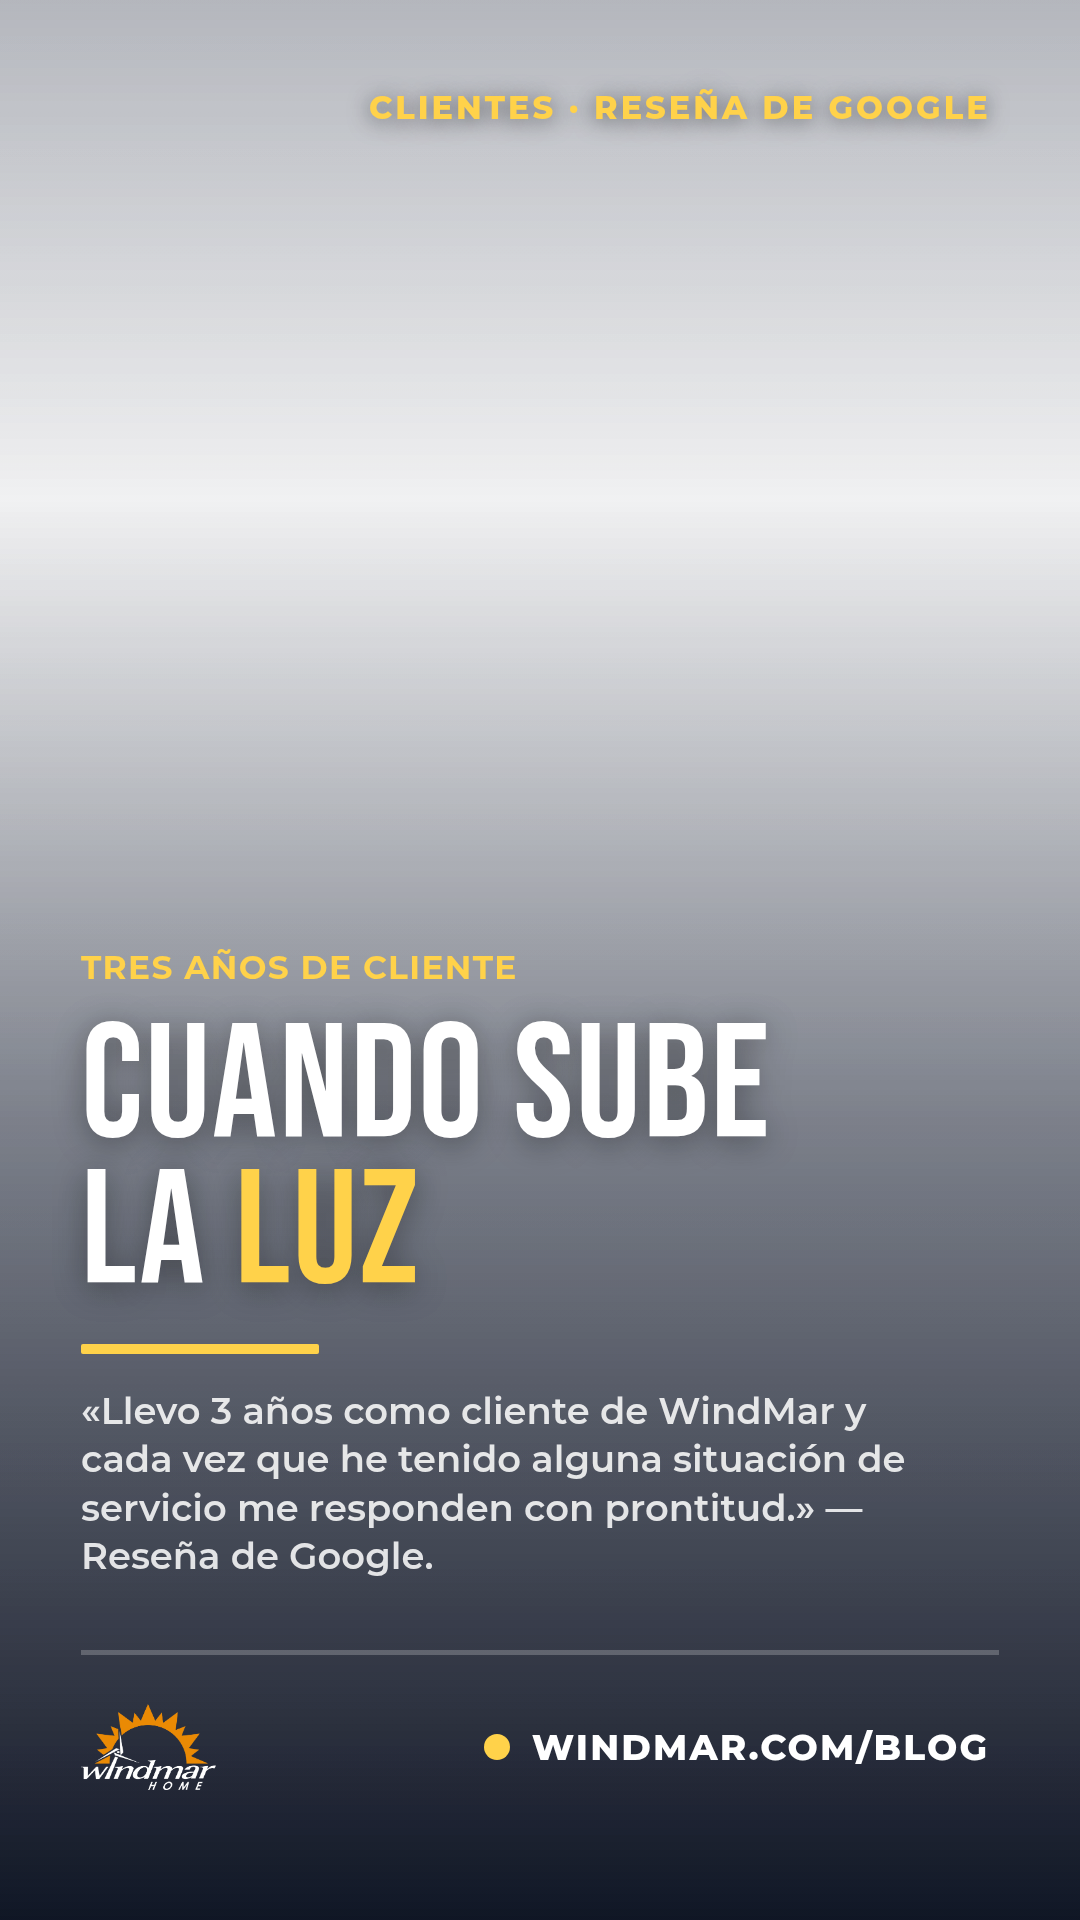 CLIENTES • RESEÑA DE GOOGLE
TRES AÑOS DE CLIENTE
CUANDO SUBE
LA LUZ
«Llevo 3 años como cliente de WindMar y
cada vez que he tenido alguna situación de
servicio me responden con prontitud.» —
Reseña de Google.
windmar
HOME
WINDMAR.COM/BLOG